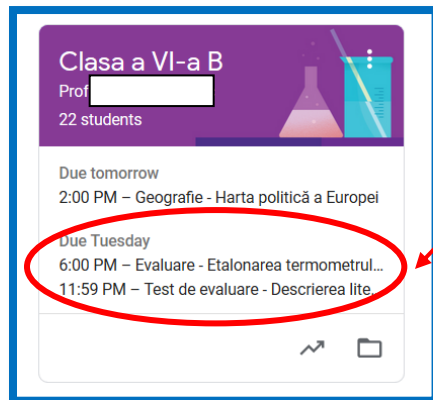 Clasa a VI-a B
Prof
22 students
Due tomorrow
2:00 PM – Geografie - Harta politică a Europei
Due Tuesday
6:00 PM – Evaluare - Etalonarea termometrul...
11:59 PM – Test de evaluare - Descrierea lite...